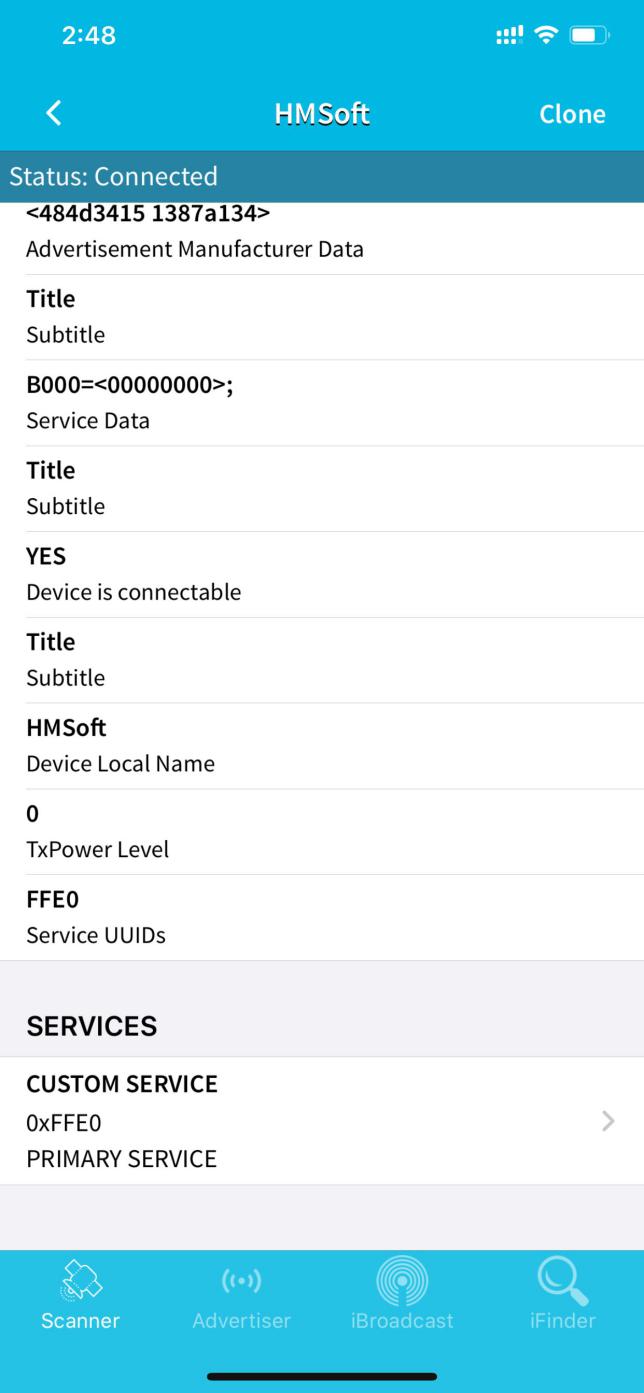 2:48
HMSoft
Clone
Status: Connected
<484d3415 1387a134>
Advertisement Manufacturer Data
Title
Subtitle
B000=<00000000>;
Service Data
Title
Subtitle
YES
Device is connectable
Title
Subtitle
HMSoft
Device Local Name
0
TxPower Level
FFE0
Service UUIDs
SERVICES
CUSTOM SERVICE
0xFFE0
PRIMARY SERVICE
Scanner
Advertiser
iBroadcast
iFinder